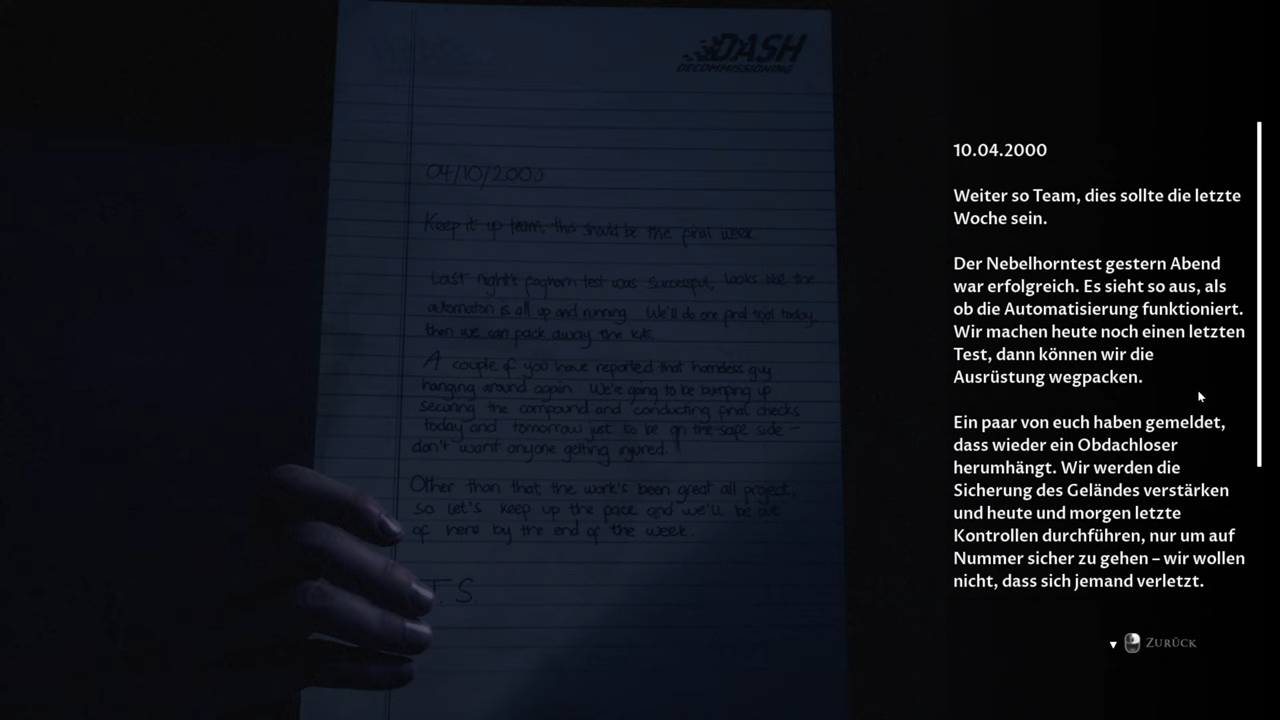 DASH
DECOMMISSIONING
04/10/2000
Keep it up team, this should be the final week
Last night's foghorn test was successful, looks like the
automation is all up and running. We'll do one final test today,
then we can pack away the kit.
A couple of you have reported that homeless guy
hanging around again. We're going to be bumping up
securing the compound and conducting final checks
today and tomorrow just to be on the safe side –
don't want anyone getting injured.
Other than that, the work's been great all project,
so let's keep up the pace and we'll be out
of here by the end of the week.
T. S.
10.04.2000
Weiter so Team, dies sollte die letzte
Woche sein.
Der Nebelhorntest gestern Abend
war erfolgreich. Es sieht so aus, als
ob die Automatisierung funktioniert.
Wir machen heute noch einen letzten
Test, dann können wir die
Ausrüstung wegpacken.
Ein paar von euch haben gemeldet,
dass wieder ein Obdachloser
herumhängt. Wir werden die
Sicherung des Geländes verstärken
und heute und morgen letzte
Kontrollen durchführen, nur um auf
Nummer sicher zu gehen – wir wollen
nicht, dass sich jemand verletzt.
Zurück